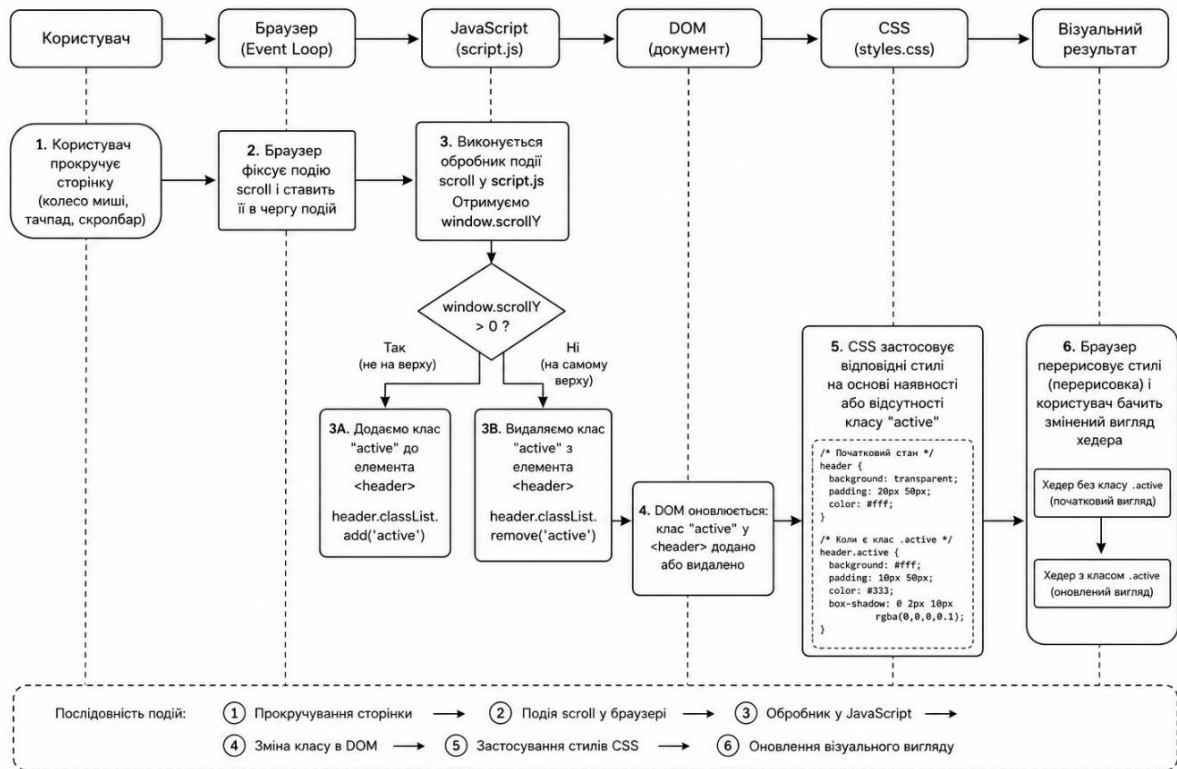 Користувач
Браузер
(Event Loop)
JavaScript
(script.js)
DOM
(документ)
CSS
(styles.css)
Візуальний
результат
1. Користувач
прокручує
сторінку
(колесо миші,
тачпад, скролбар)
2. Браузер
фіксує подію
scroll і ставить
її в чергу подій
3. Виконується
обробник події
scroll у script.js
Отримуємо
window.scrollY
window.scrollY
> 0 ?
Так
(не на верху)
Ні
(на самому
верху)
3А. Додаємо клас
"active" до
елемента
<header>
header.classList.
add('active')
3В. Видаляємо клас
"active" з
елемента
<header>
header.classList.
remove('active')
4. DOM оновлюється:
клас "active" у
<header> додано
або видалено
5. CSS застосовує
відповідні стилі
на основі наявності
або відсутності
класу "active"
/* Початковий стан */
header {
background: transparent;
padding: 20px 50px;
color: #fff;
}
/* Коли є клас .active */
header.active {
background: #fff;
padding: 10px 50px;
color: #333;
box-shadow: 0 2px 10px
rgba(0,0,0,0.1);
}
6. Браузер
перерисовує стилі
(перерисовка) і
користувач бачить
змінений вигляд
хедера
Хедер без класу .active
(початковий вигляд)
Хедер з класом .active
(оновлений вигляд)
Послідовність подій: 1 Прокручування сторінки 2 Подія scroll у браузері 3 Обробник у JavaScript
4 Зміна класу в DOM 5 Застосування стилів CSS 6 Оновлення візуального вигляду